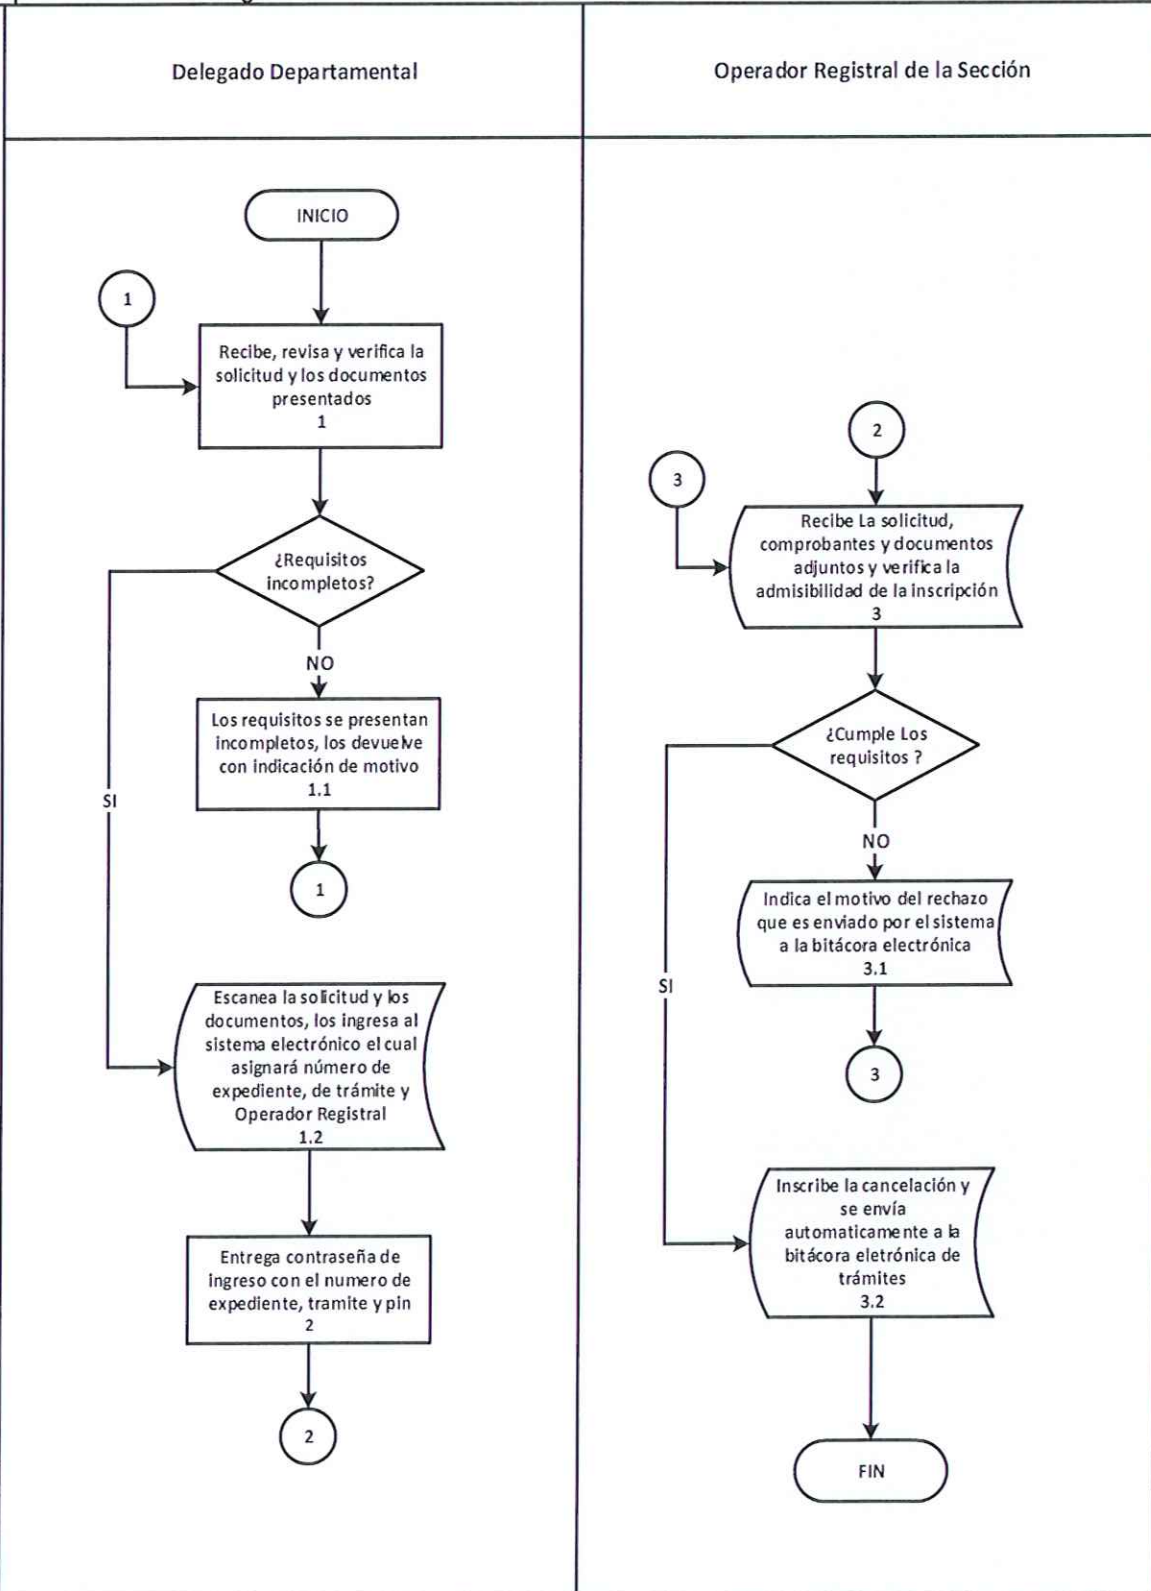 Delegado Departamental
Operador Registral de la Sección
INICIO
1
Recibe, revisa y verifica la
solicitud y los documentos
presentados
1
¿Requisitos
incompletos?
NO
SI
Los requisitos se presentan
incompletos, los devuelve
con indicación de motivo
1.1
1
Escanea la solicitud y los
documentos, los ingresa al
sistema electrónico el cual
asignará número de
expediente, de trámite y
Operador Registral
1.2
Entrega contraseña de
ingreso con el numero de
expediente, tramite y pin
2
2
2
3
Recibe La solicitud,
comprobantes y documentos
adjuntos y verifica la
admisibilidad de la inscripción
3
¿Cumple Los
requisitos ?
NO
SI
Indica el motivo del rechazo
que es enviado por el sistema
a la bitácora electrónica
3.1
3
Inscribe la cancelación y
se envía
automaticamente a la
bitácora eletrónica de
trámites
3.2
FIN